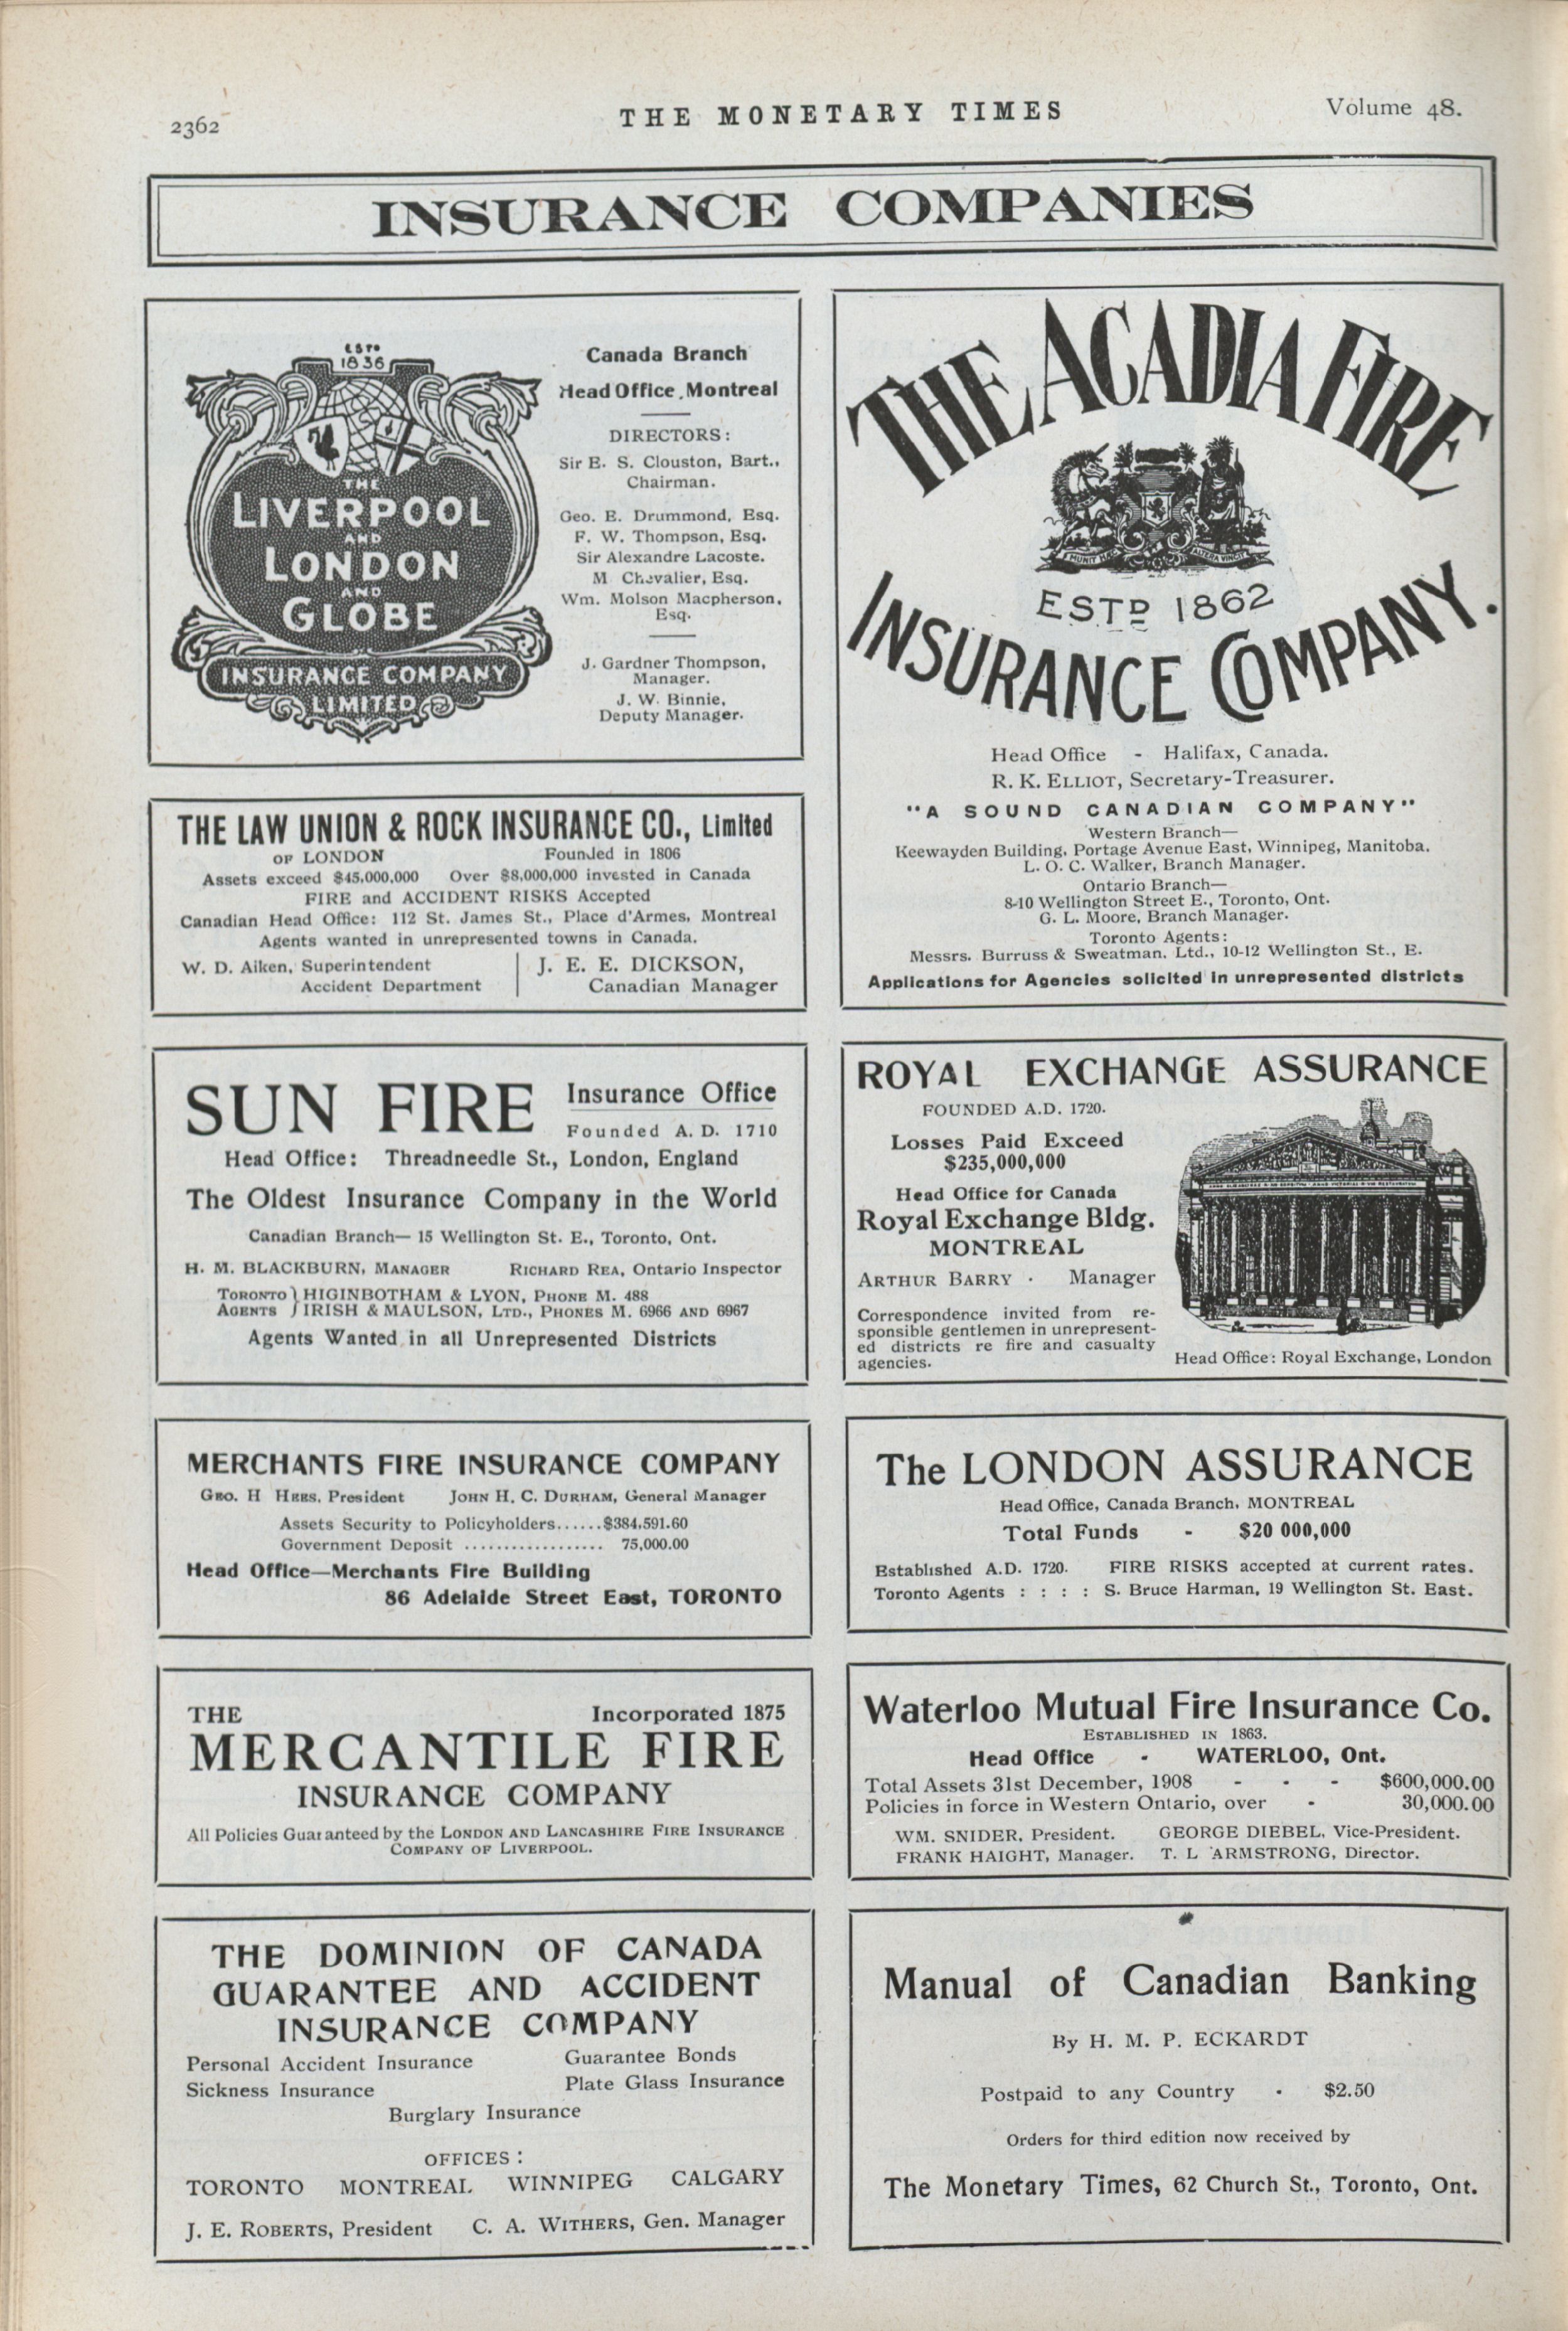 2362
THE MONETARY TIMES
Volume 48.
INSURANCE COMPANIES
ESTD
1836
THE
LIVERPOOL
AND
LONDON
AND
GLOBE
INSURANCE COMPANY
LIMITED
Canada Branch
Head Office, Montreal
DIRECTORS:
Sir E. S. Clouston, Bart.,
Chairman.
Geo. E. Drummond, Esq.
F. W. Thompson, Esq.
Sir Alexandre Lacoste.
M Chevalier, Esq.
Wm. Molson Macpherson,
Esq.
J. Gardner Thompson,
Manager.
J. W. Binnie,
Deputy Manager.
THE LAW UNION & ROCK INSURANCE CO., Limited
OF LONDON Founded in 1806
Assets exceed $45,000,000 Over $8,000,000 invested in Canada
FIRE and ACCIDENT RISKS Accepted
Canadian Head Office: 112 St. James St., Place d'Armes, Montreal
Agents wanted in unrepresented towns in Canada.
W. D. Aiken, Superintendent
Accident Department
J. E. E. DICKSON,
Canadian Manager
SUN FIRE
Insurance Office
Founded A. D. 1710
Head Office: Threadneedle St., London, England
The Oldest Insurance Company in the World
Canadian Branch— 15 Wellington St. E., Toronto, Ont.
H. M. BLACKBURN, MANAGER RICHARD REA, Ontario Inspector
TORONTO } HIGINBOTHAM & LYON, PHONE M. 488
AGENTS } IRISH & MAULSON, LTD., PHONES M. 6966 AND 6967
Agents Wanted in all Unrepresented Districts
MERCHANTS FIRE INSURANCE COMPANY
GEO. H HEES, President JOHN H. C. DURHAM, General Manager
Assets Security to Policyholders......$384,591.60
Government Deposit .................. 75,000.00
Head Office—Merchants Fire Building
86 Adelaide Street East, TORONTO
THE Incorporated 1875
MERCANTILE FIRE
INSURANCE COMPANY
All Policies Guaranteed by the LONDON AND LANCASHIRE FIRE INSURANCE
COMPANY OF LIVERPOOL.
THE DOMINION OF CANADA
GUARANTEE AND ACCIDENT
INSURANCE COMPANY
Personal Accident Insurance Guarantee Bonds
Sickness Insurance Plate Glass Insurance
Burglary Insurance
OFFICES:
TORONTO MONTREAL WINNIPEG CALGARY
J. E. ROBERTS, President C. A. WITHERS, Gen. Manager
THE ACADIA FIRE
MUNIT HAEC ALTERA VINCIT
ESTD 1862
INSURANCE COMPANY.
Head Office - Halifax, Canada.
R. K. ELLIOT, Secretary-Treasurer.
"A SOUND CANADIAN COMPANY"
Western Branch—
Keewayden Building, Portage Avenue East, Winnipeg, Manitoba.
L. O. C. Walker, Branch Manager.
Ontario Branch—
8-10 Wellington Street E., Toronto, Ont.
G. L. Moore, Branch Manager.
Toronto Agents:
Messrs. Burruss & Sweatman, Ltd., 10-12 Wellington St., E.
Applications for Agencies solicited in unrepresented districts
ROYAL EXCHANGE ASSURANCE
FOUNDED A.D. 1720.
Losses Paid Exceed
$235,000,000
Head Office for Canada
Royal Exchange Bldg.
MONTREAL
ARTHUR BARRY · Manager
Correspondence invited from re-
sponsible gentlemen in unrepresent-
ed districts re fire and casualty
agencies.
Head Office: Royal Exchange, London
The LONDON ASSURANCE
Head Office, Canada Branch, MONTREAL
Total Funds - $20 000,000
Established A.D. 1720. FIRE RISKS accepted at current rates.
Toronto Agents : : : : S. Bruce Harman, 19 Wellington St. East.
Waterloo Mutual Fire Insurance Co.
ESTABLISHED IN 1863.
Head Office - WATERLOO, Ont.
Total Assets 31st December, 1908 - - - $600,000.00
Policies in force in Western Ontario, over - 30,000.00
WM. SNIDER, President. GEORGE DIEBEL, Vice-President.
FRANK HAIGHT, Manager. T. L ARMSTRONG, Director.
Manual of Canadian Banking
By H. M. P. ECKARDT
Postpaid to any Country - $2.50
Orders for third edition now received by
The Monetary Times, 62 Church St., Toronto, Ont.